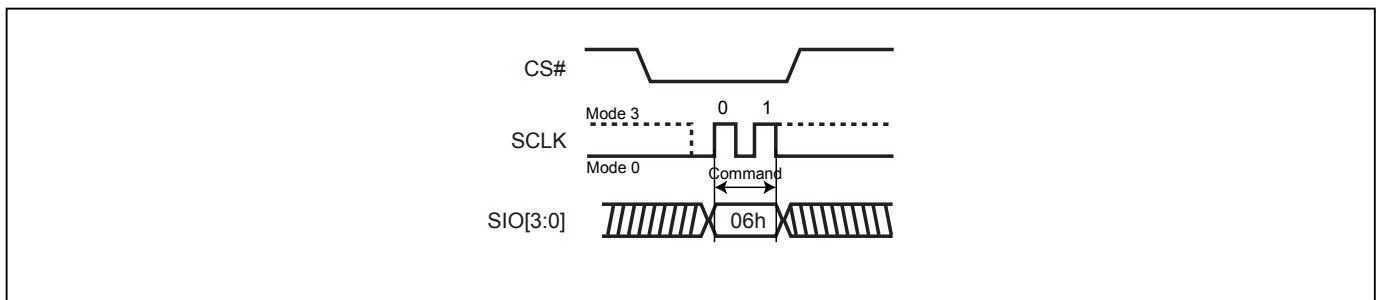 CS#
Mode 3
0 1
SCLK
Mode 0
Command
SIO[3:0]
06h